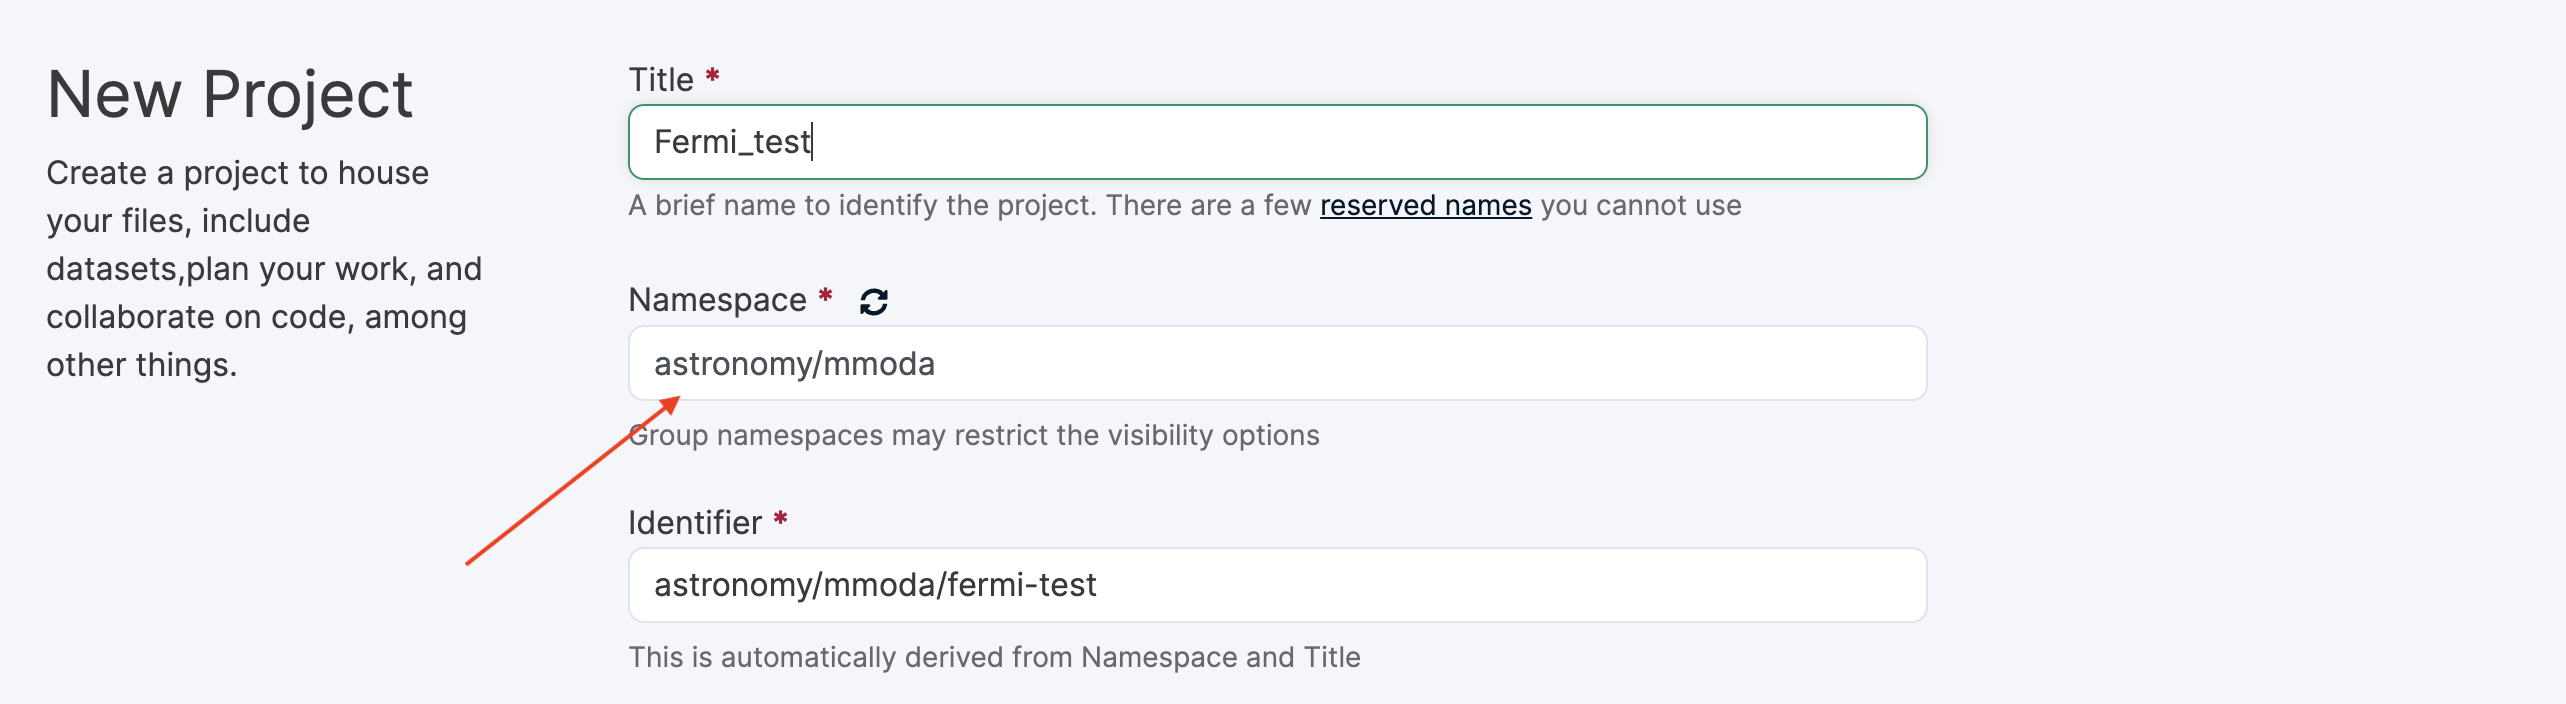 New Project
Create a project to house
your files, include
datasets,plan your work, and
collaborate on code, among
other things.
Title *
Fermi_test
A brief name to identify the project. There are a few reserved names you cannot use
Namespace *
astronomy/mmoda
Group namespaces may restrict the visibility options
Identifier *
astronomy/mmoda/fermi-test
This is automatically derived from Namespace and Title